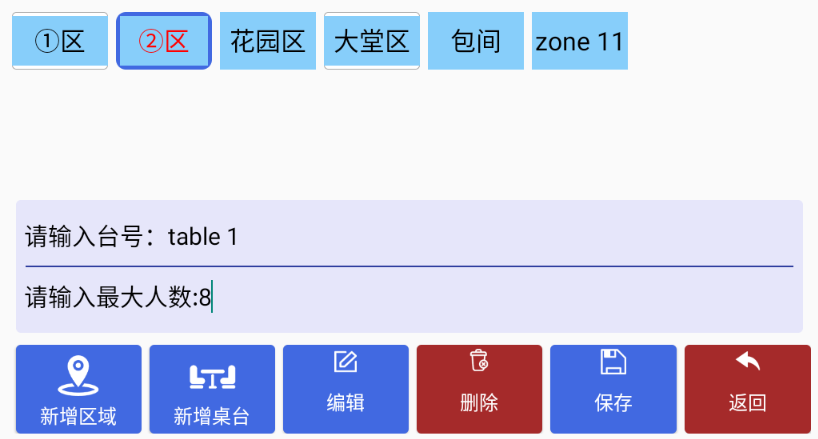 ①区 ②区 花园区 大堂区 包间 zone 11
请输入台号：table 1
请输入最大人数:8
新增区域 新增桌台 编辑 删除 保存 返回